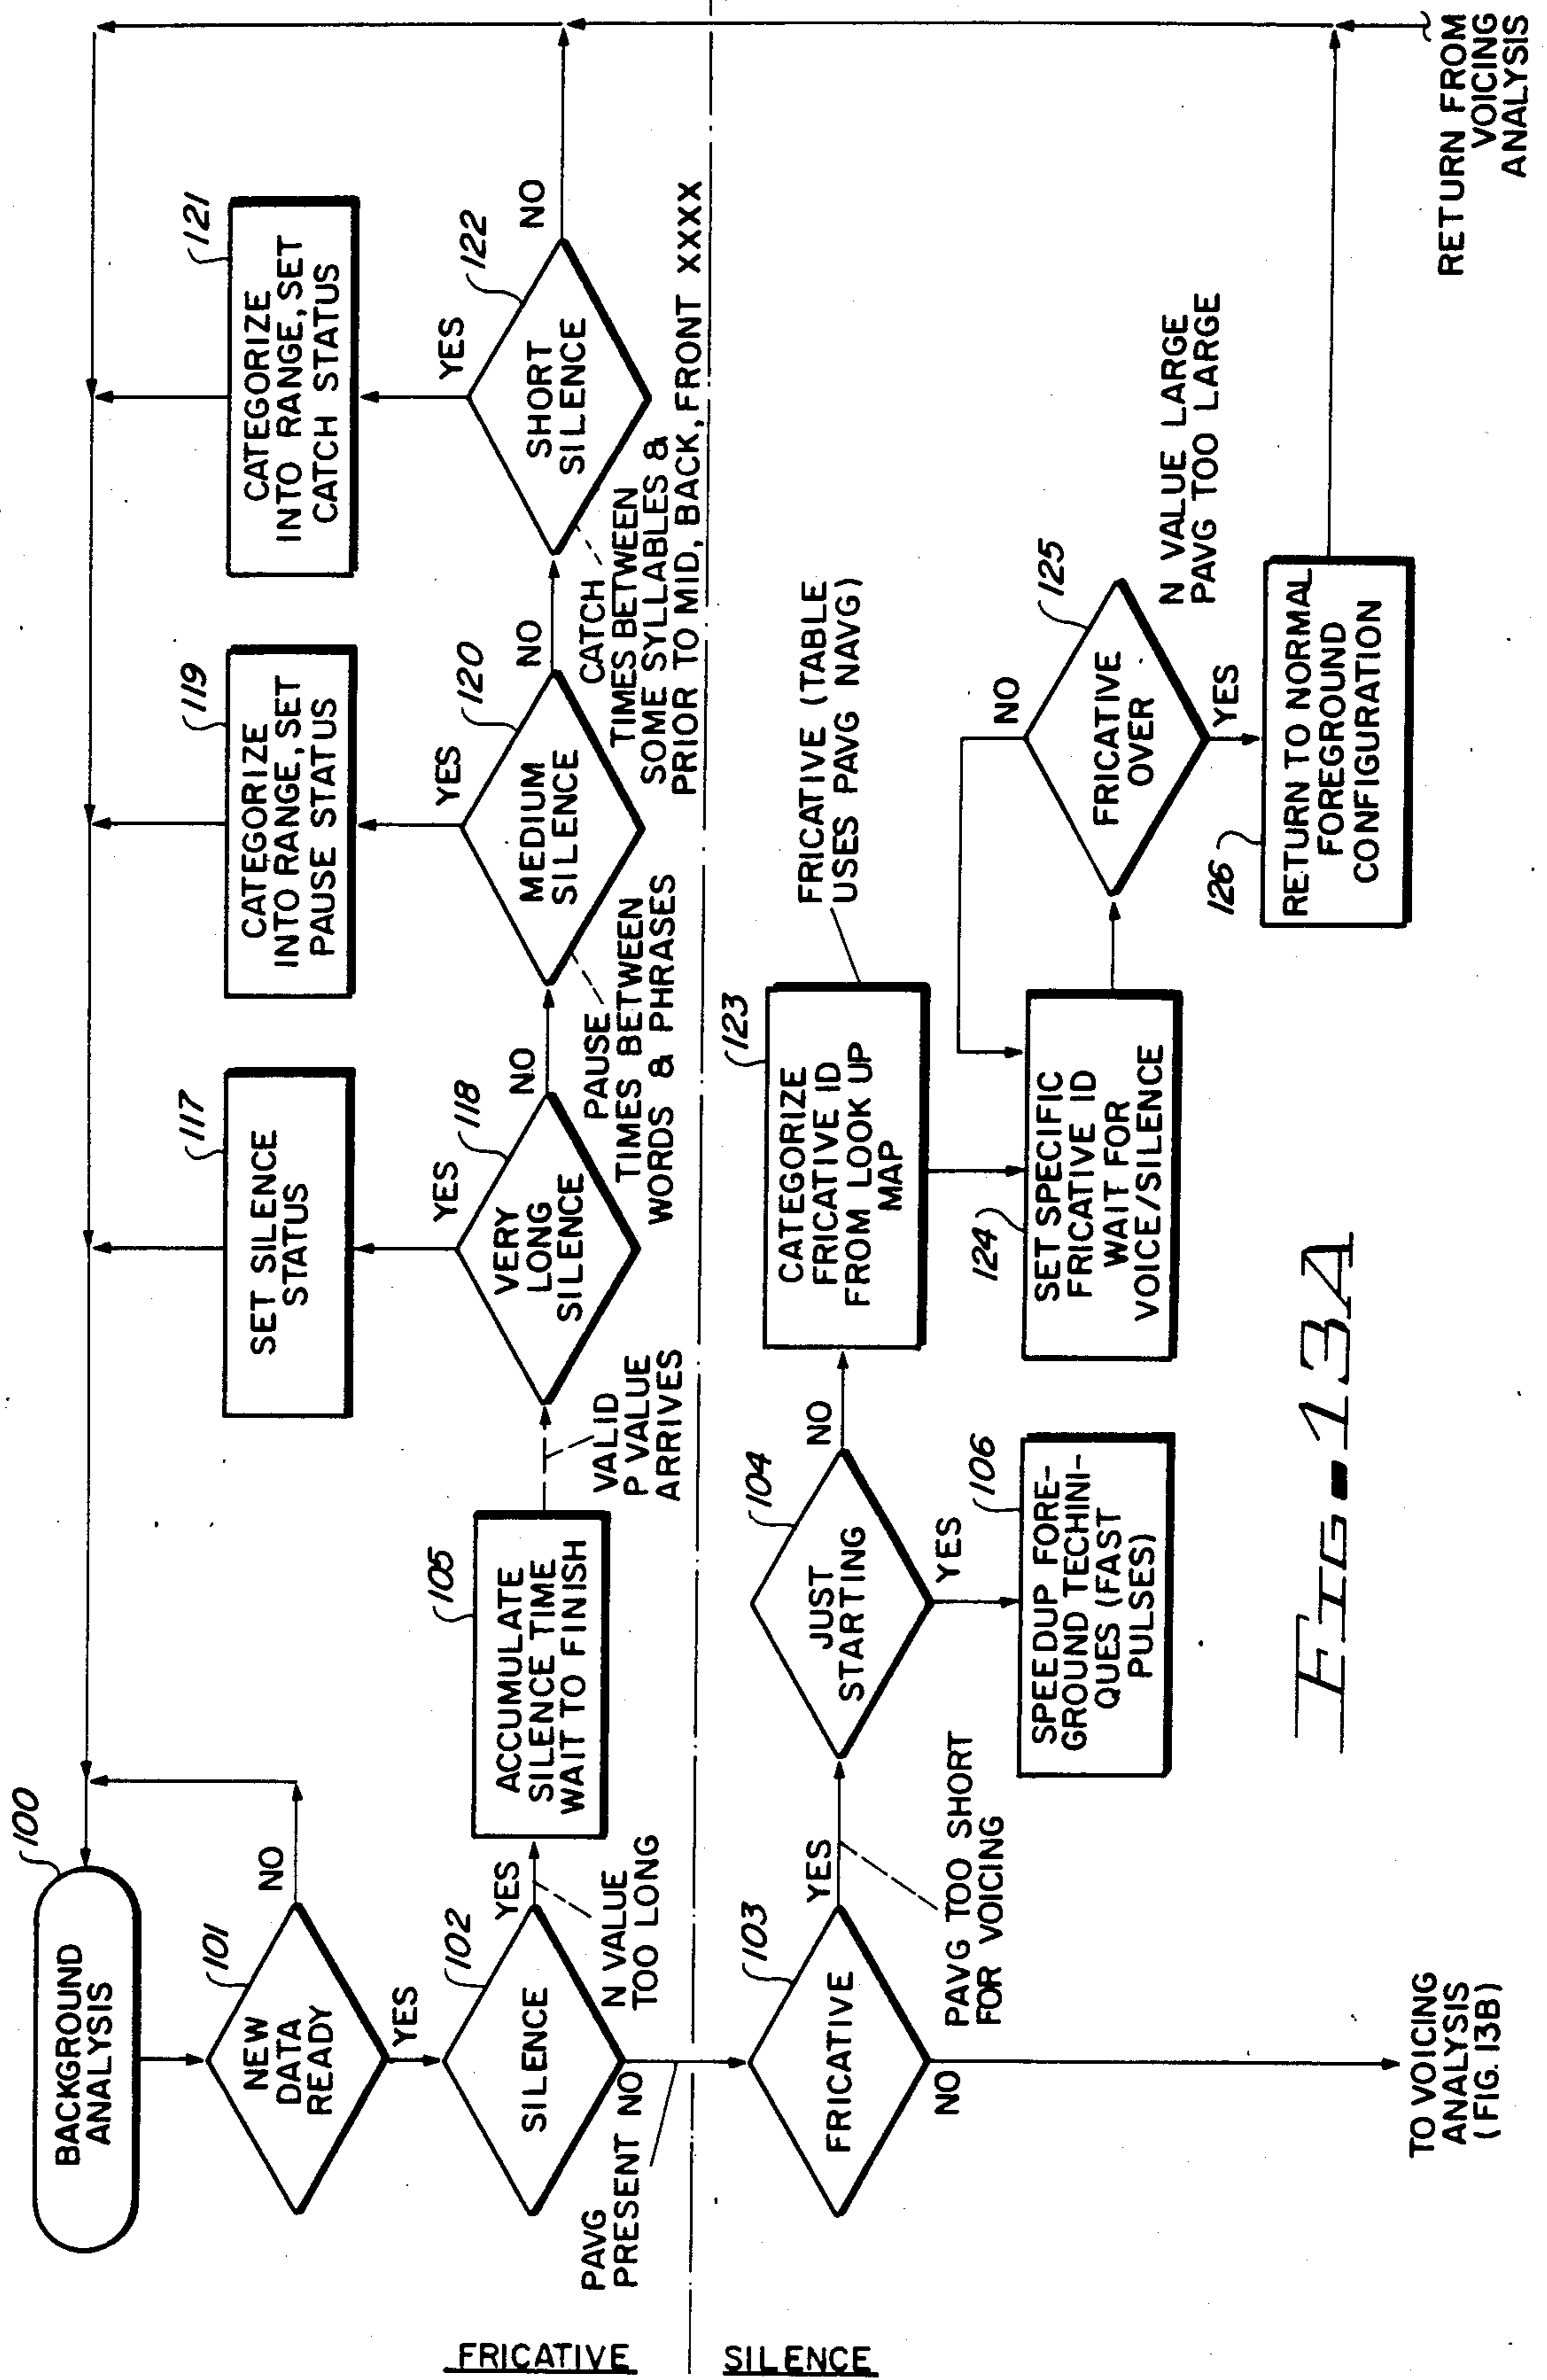 BACKGROUND
ANALYSIS
100
NEW
DATA
READY
101
NO
YES
SILENCE
102
YES
N VALUE
TOO LONG
PAVG
PRESENT NO
ACCUMULATE
SILENCE TIME
WAIT TO FINISH
105
VALID
P VALUE
ARRIVES
VERY
LONG
SILENCE
118
YES
NO
SET SILENCE
STATUS
117
PAUSE
TIMES BETWEEN
WORDS & PHRASES
MEDIUM
SILENCE
120
YES
NO
CATEGORIZE
INTO RANGE, SET
PAUSE STATUS
119
CATCH
TIMES BETWEEN
SOME SYLLABLES &
PRIOR TO MID, BACK, FRONT XXXX
SHORT
SILENCE
122
YES
NO
CATEGORIZE
INTO RANGE, SET
CATCH STATUS
121
FRICATIVE
SILENCE
FRICATIVE
103
YES
NO
PAVG TOO SHORT
FOR VOICING
JUST
STARTING
104
NO
YES
SPEEDUP FORE-
GROUND TECHINI-
QUES (FAST
PULSES)
106
CATEGORIZE
FRICATIVE ID
FROM LOOK UP
MAP
123
FRICATIVE (TABLE
USES PAVG NAVG)
SET SPECIFIC
FRICATIVE ID
WAIT FOR
VOICE/SILENCE
124
FRICATIVE
OVER
125
NO
YES
N VALUE LARGE
PAVG TOO LARGE
RETURN TO NORMAL
FOREGROUND
CONFIGURATION
126
RETURN FROM
VOICING
ANALYSIS
TO VOICING
ANALYSIS
(FIG. 13B)
FIG-13A